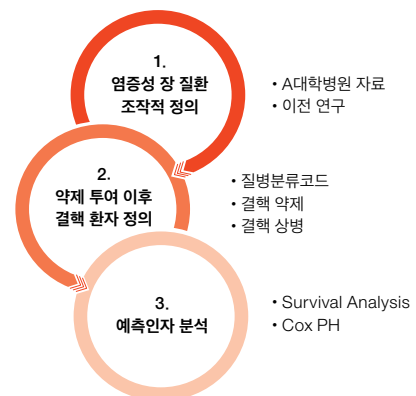 1.
염증성 장 질환
조작적 정의
• A대학병원 자료
• 이전 연구
2.
약제 투여 이후
결핵 환자 정의
• 질병분류코드
• 결핵 약제
• 결핵 상병
3.
예측인자 분석
• Survival Analysis
• Cox PH